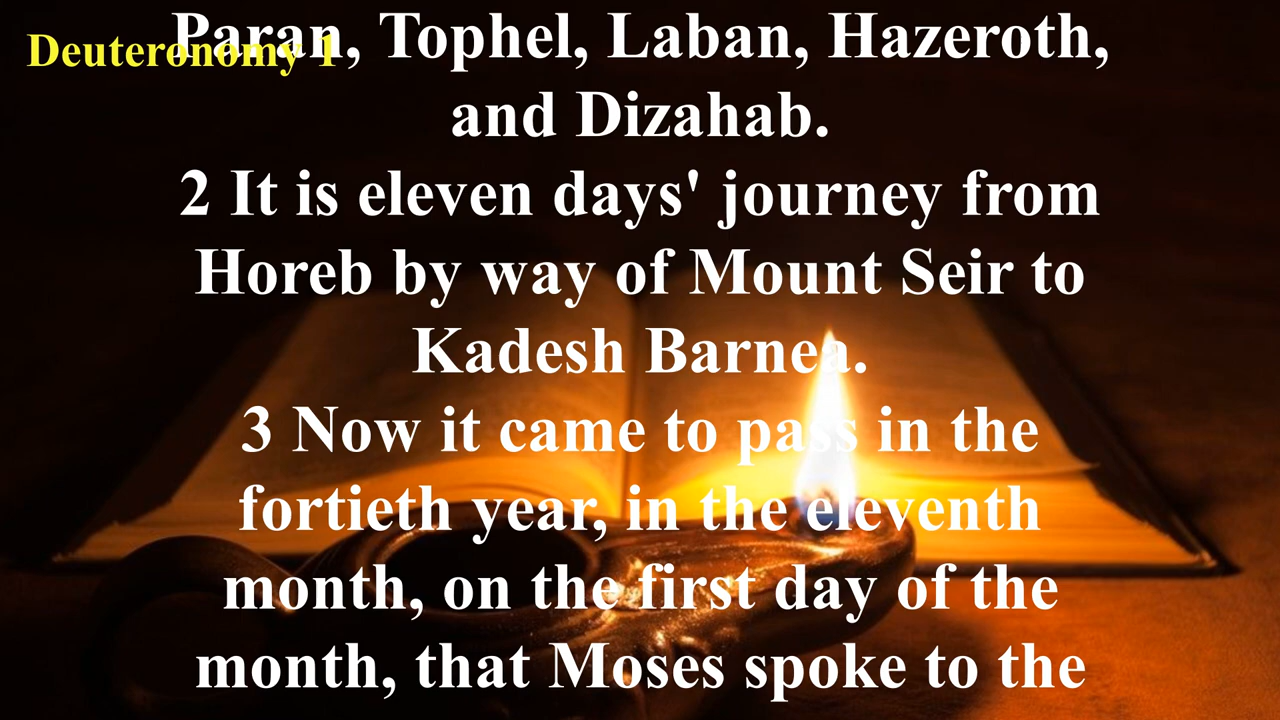 Deuteronomy 1
Paran, Tophel, Laban, Hazeroth,
and Dizahab.
2 It is eleven days' journey from
Horeb by way of Mount Seir to
Kadesh Barnea.
3 Now it came to pass in the
fortieth year, in the eleventh
month, on the first day of the
month, that Moses spoke to the